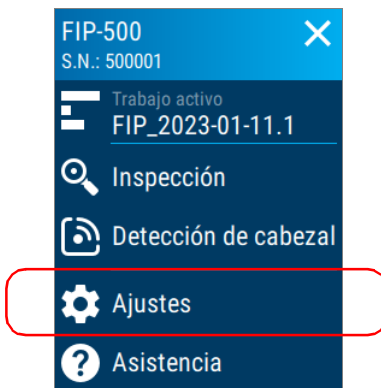 FIP-500
S.N.: 500001
Trabajo activo
FIP_2023-01-11.1
Inspección
Detección de cabezal
Ajustes
Asistencia